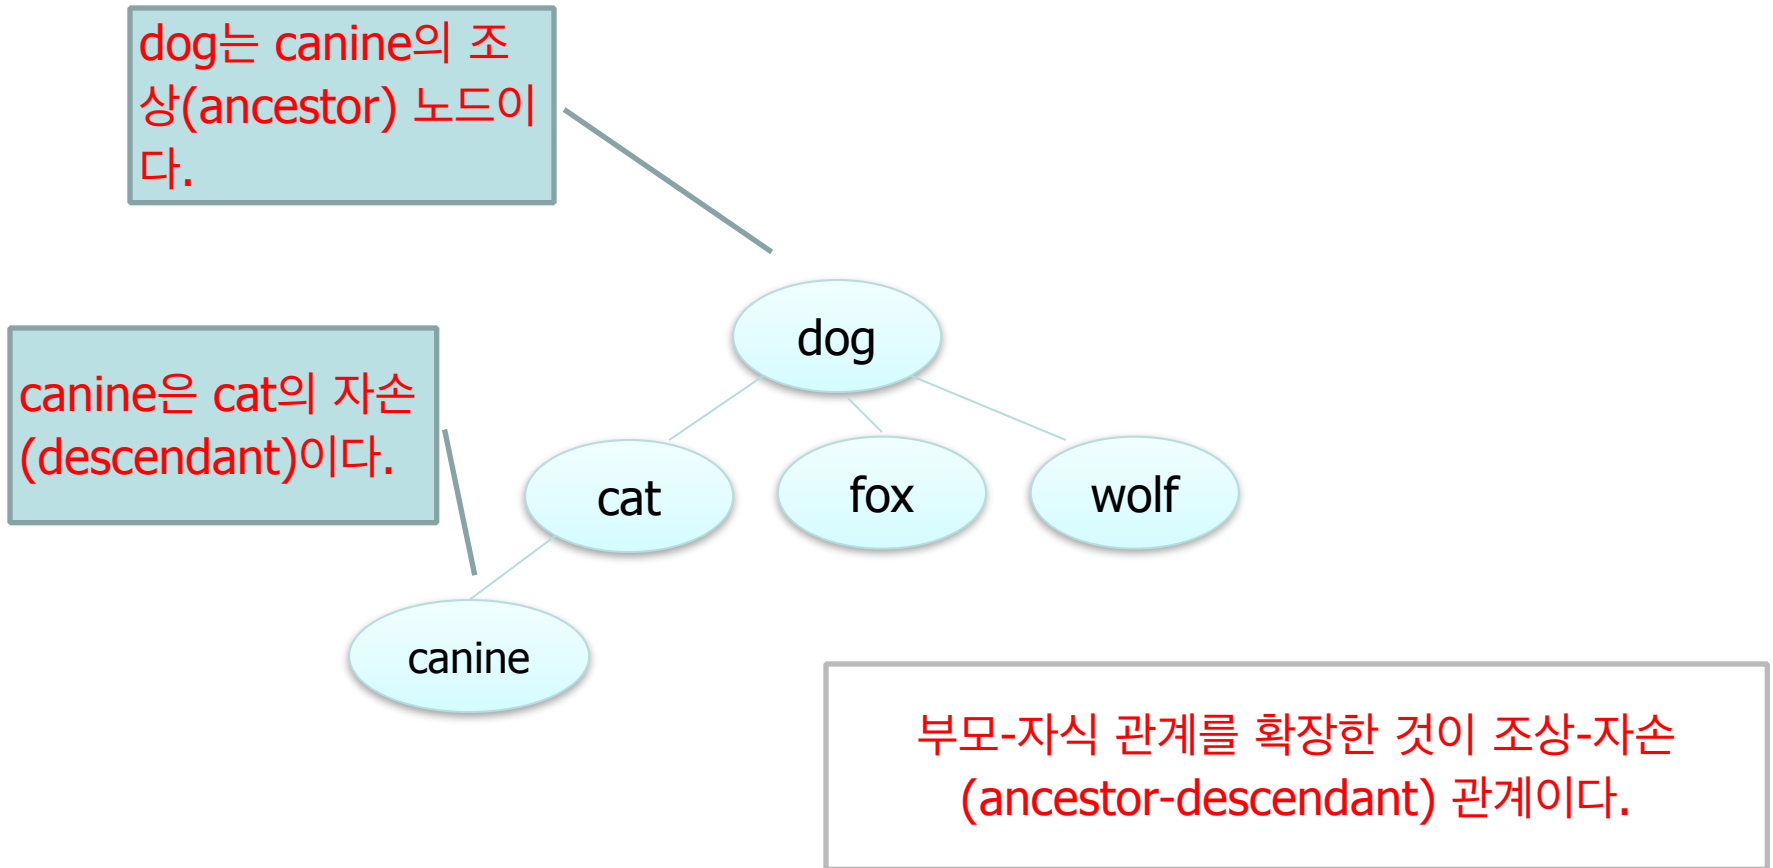 dog는 canine의 조
상(ancestor) 노드이
다.
dog
canine은 cat의 자손
(descendant)이다.
cat
fox
wolf
canine
부모-자식 관계를 확장한 것이 조상-자손
(ancestor-descendant) 관계이다.